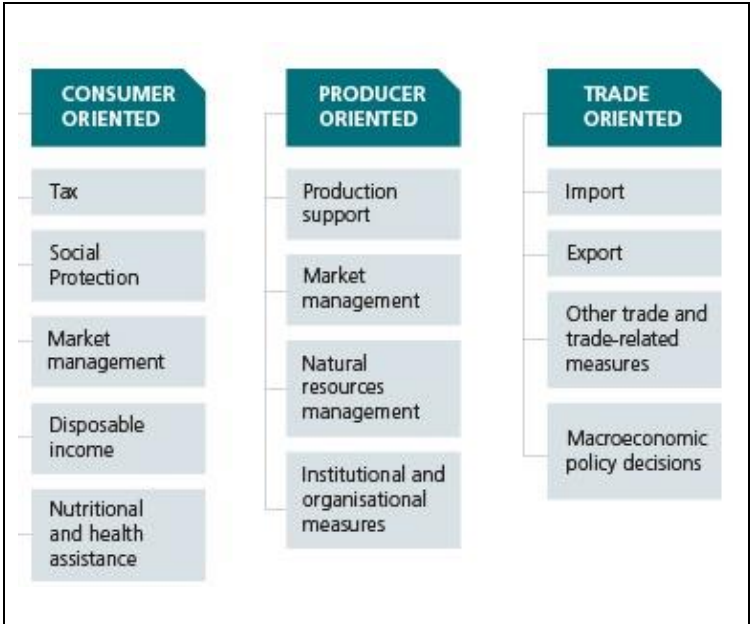 CONSUMER
ORIENTED
Tax
Social
Protection
Market
management
Disposable
income
Nutritional
and health
assistance
PRODUCER
ORIENTED
Production
support
Market
management
Natural
resources
management
Institutional and
organisational
measures
TRADE
ORIENTED
Import
Export
Other trade and
trade-related
measures
Macroeconomic
policy decisions